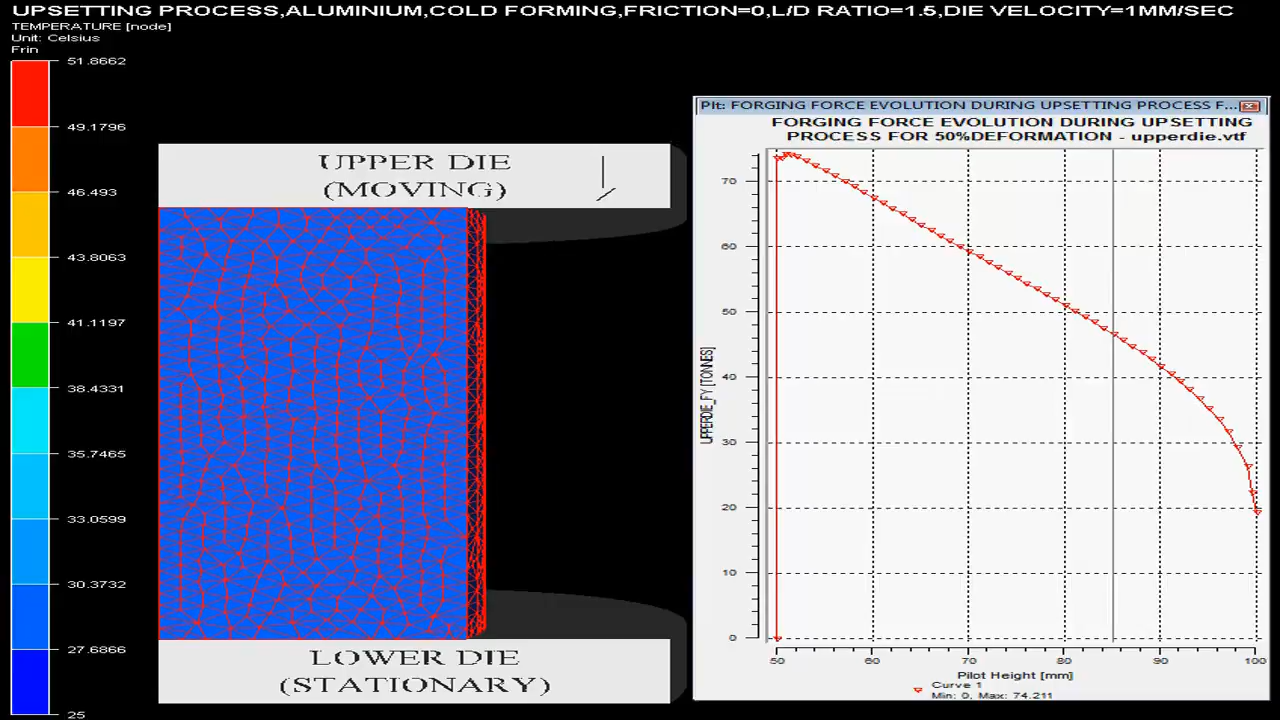 UPSETTING PROCESS,ALUMINIUM,COLD FORMING,FRICTION=0,L/D RATIO=1.5,DIE VELOCITY=1MM/SEC
TEMPERATURE [node]
Unit: Celsius
Frin
51.8662
49.1796
46.493
43.8063
41.1197
38.4331
35.7465
33.0599
30.3732
27.6866
25
UPPER DIE
(MOVING)
LOWER DIE
(STATIONARY)
Plt: FORGING FORCE EVOLUTION DURING UPSETTING PROCESS F...
FORGING FORCE EVOLUTION DURING UPSETTING
PROCESS FOR 50%DEFORMATION - upperdie.vtf
UPPERDIE_FY [TONNES]
70
60
50
40
30
20
10
0
50 60 70 80 90 100
Pilot Height [mm]
Curve 1
Min: 0, Max: 74.211